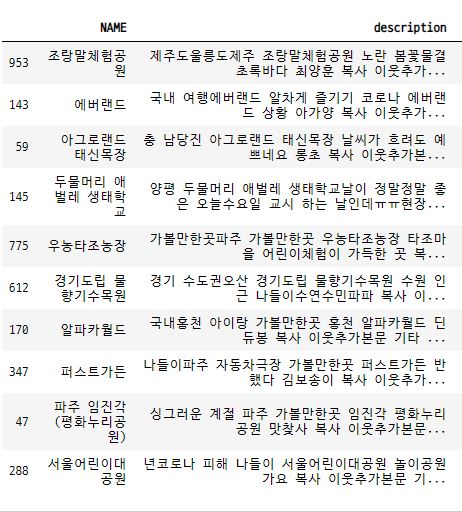 NAME description
953 조랑말체험공 제주도울릉도제주 조랑말체험공원 노란 봄꽃물결
원 초록바다 최양훈 복사 이웃추가...
143 에버랜드 국내 여행에버랜드 알차게 즐기기 코로나 에버랜
드 상황 아가양 복사 이웃추가...
59 아그로랜드 충 남당진 아그로랜드 태신목장 날씨가 흐려도 예
태신목장 쁘네요 롱초 복사 이웃추가본...
145 두물머리 애 양평 두물머리 애벌레 생태학교날이 정말정말 좋
벌레 생태학 은 오늘수요일 교시 하는 날인데ㅠㅠ현장...
교
775 우농타조농장 가볼만한곳파주 가볼만한곳 우농타조농장 타조마
을 어린이체험이 가득한 곳 복...
612 경기도립 물 경기 수도권오산 경기도립 물향기수목원 수원 인
향기수목원 근 나들이수연수민파파 복사 이...
170 알파카월드 국내홍천 아이랑 가볼만한곳 홍천 알파카월드 딘
듀봉 복사 이웃추가본문 기타 ...
347 퍼스트가든 나들이파주 자동차극장 가볼만한곳 퍼스트가든 반
했다 김보송이 복사 이웃추가...
47 파주 임진각 싱그러운 계절 파주 가볼만한곳 임진각 평화누리
(평화누리공 공원 맛찾사 복사 이웃추가본문...
원)
288 서울어린이대 년코로나 피해 나들이 서울어린이대공원 놀이공원
공원 가요 복사 이웃추가본문 기...